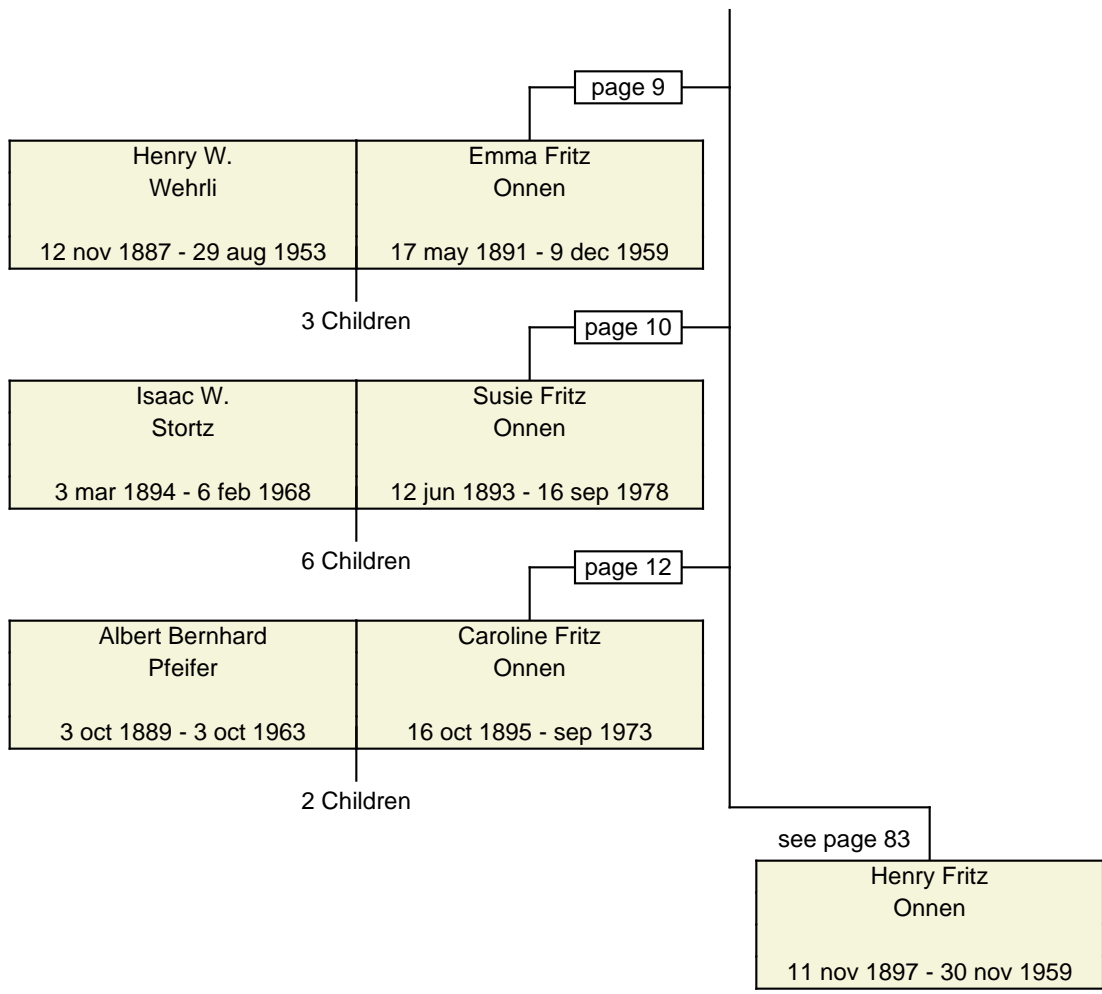 page 9
Henry W.
Wehrli
12 nov 1887 - 29 aug 1953
Emma Fritz
Onnen
17 may 1891 - 9 dec 1959
3 Children
page 10
Isaac W.
Stortz
3 mar 1894 - 6 feb 1968
Susie Fritz
Onnen
12 jun 1893 - 16 sep 1978
6 Children
page 12
Albert Bernhard
Pfeifer
3 oct 1889 - 3 oct 1963
Caroline Fritz
Onnen
16 oct 1895 - sep 1973
2 Children
see page 83
Henry Fritz
Onnen
11 nov 1897 - 30 nov 1959